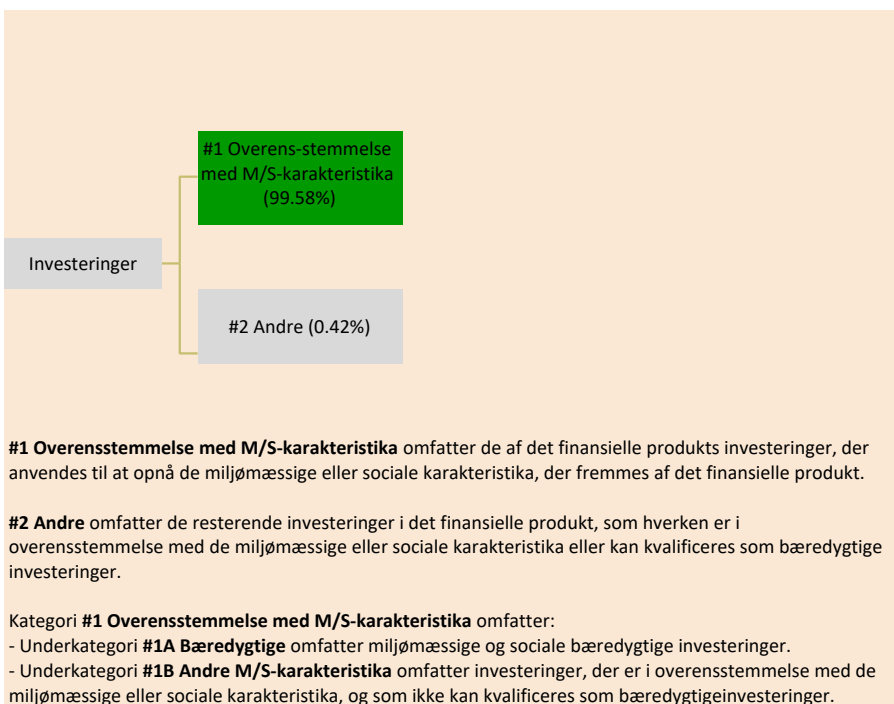 #1 Overens-stemmelse
med M/S-karakteristika
(99.58%)
Investeringer
#2 Andre (0.42%)
#1 Overensstemmelse med M/S-karakteristika omfatter de af det finansielle produkts investeringer, der
anvendes til at opnå de miljømæssige eller sociale karakteristika, der fremmes af det finansielle produkt.
#2 Andre omfatter de resterende investeringer i det finansielle produkt, som hverken er i
overensstemmelse med de miljømæssige eller sociale karakteristika eller kan kvalificeres som bæredygtige
investeringer.
Kategori #1 Overensstemmelse med M/S-karakteristika omfatter:
- Underkategori #1A Bæredygtige omfatter miljømæssige og sociale bæredygtige investeringer.
- Underkategori #1B Andre M/S-karakteristika omfatter investeringer, der er i overensstemmelse med de
miljømæssige eller sociale karakteristika, og som ikke kan kvalificeres som bæredygtigeinvesteringer.